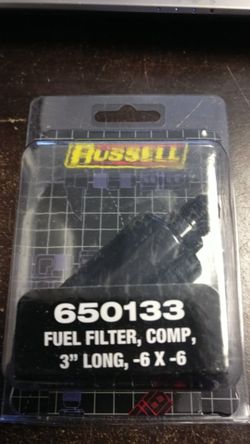 RUSSELL
650133
FUEL FILTER, COMP,
3" LONG, -6 X -6